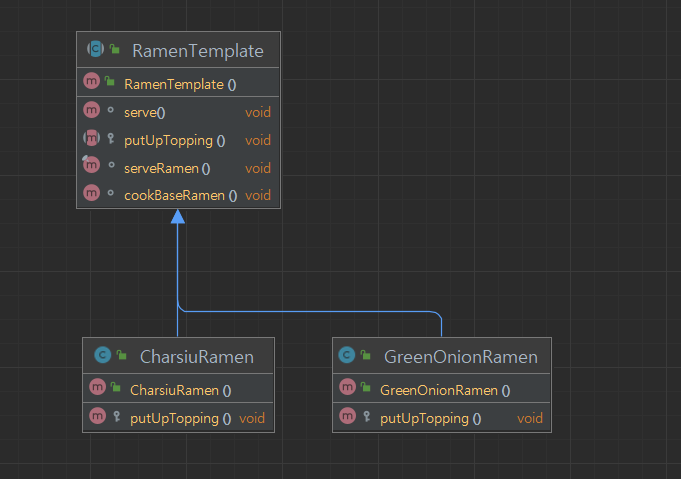 RamenTemplate
RamenTemplate ()
serve() void
putUpTopping () void
serveRamen () void
cookBaseRamen () void
CharsiuRamen
CharsiuRamen ()
putUpTopping () void
GreenOnionRamen
GreenOnionRamen ()
putUpTopping () void